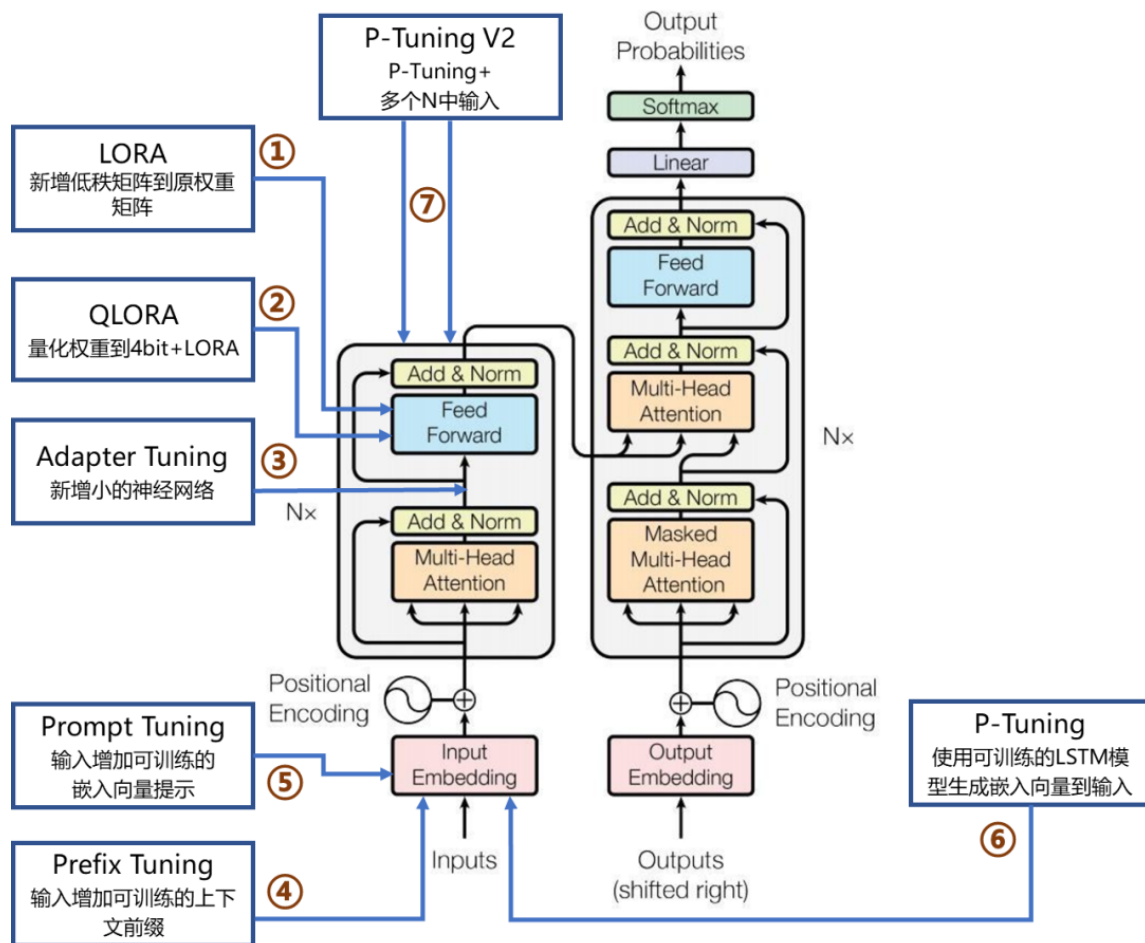 P-Tuning V2
P-Tuning+
多个N中输入
⑦
LORA
新增低秩矩阵到原权重
矩阵
①
QLORA
量化权重到4bit+LORA
②
Adapter Tuning
新增小的神经网络
③
Prompt Tuning
输入增加可训练的
嵌入向量提示
⑤
Prefix Tuning
输入增加可训练的上下
文前缀
④
Add & Norm
Feed
Forward
N×
Add & Norm
Multi-Head
Attention
Positional
Encoding
Input
Embedding
Inputs
Output
Probabilities
Softmax
Linear
Add & Norm
Feed
Forward
Add & Norm
Multi-Head
Attention
N×
Add & Norm
Masked
Multi-Head
Attention
Positional
Encoding
Output
Embedding
Outputs
(shifted right)
P-Tuning
使用可训练的LSTM模
型生成嵌入向量到输入
⑥